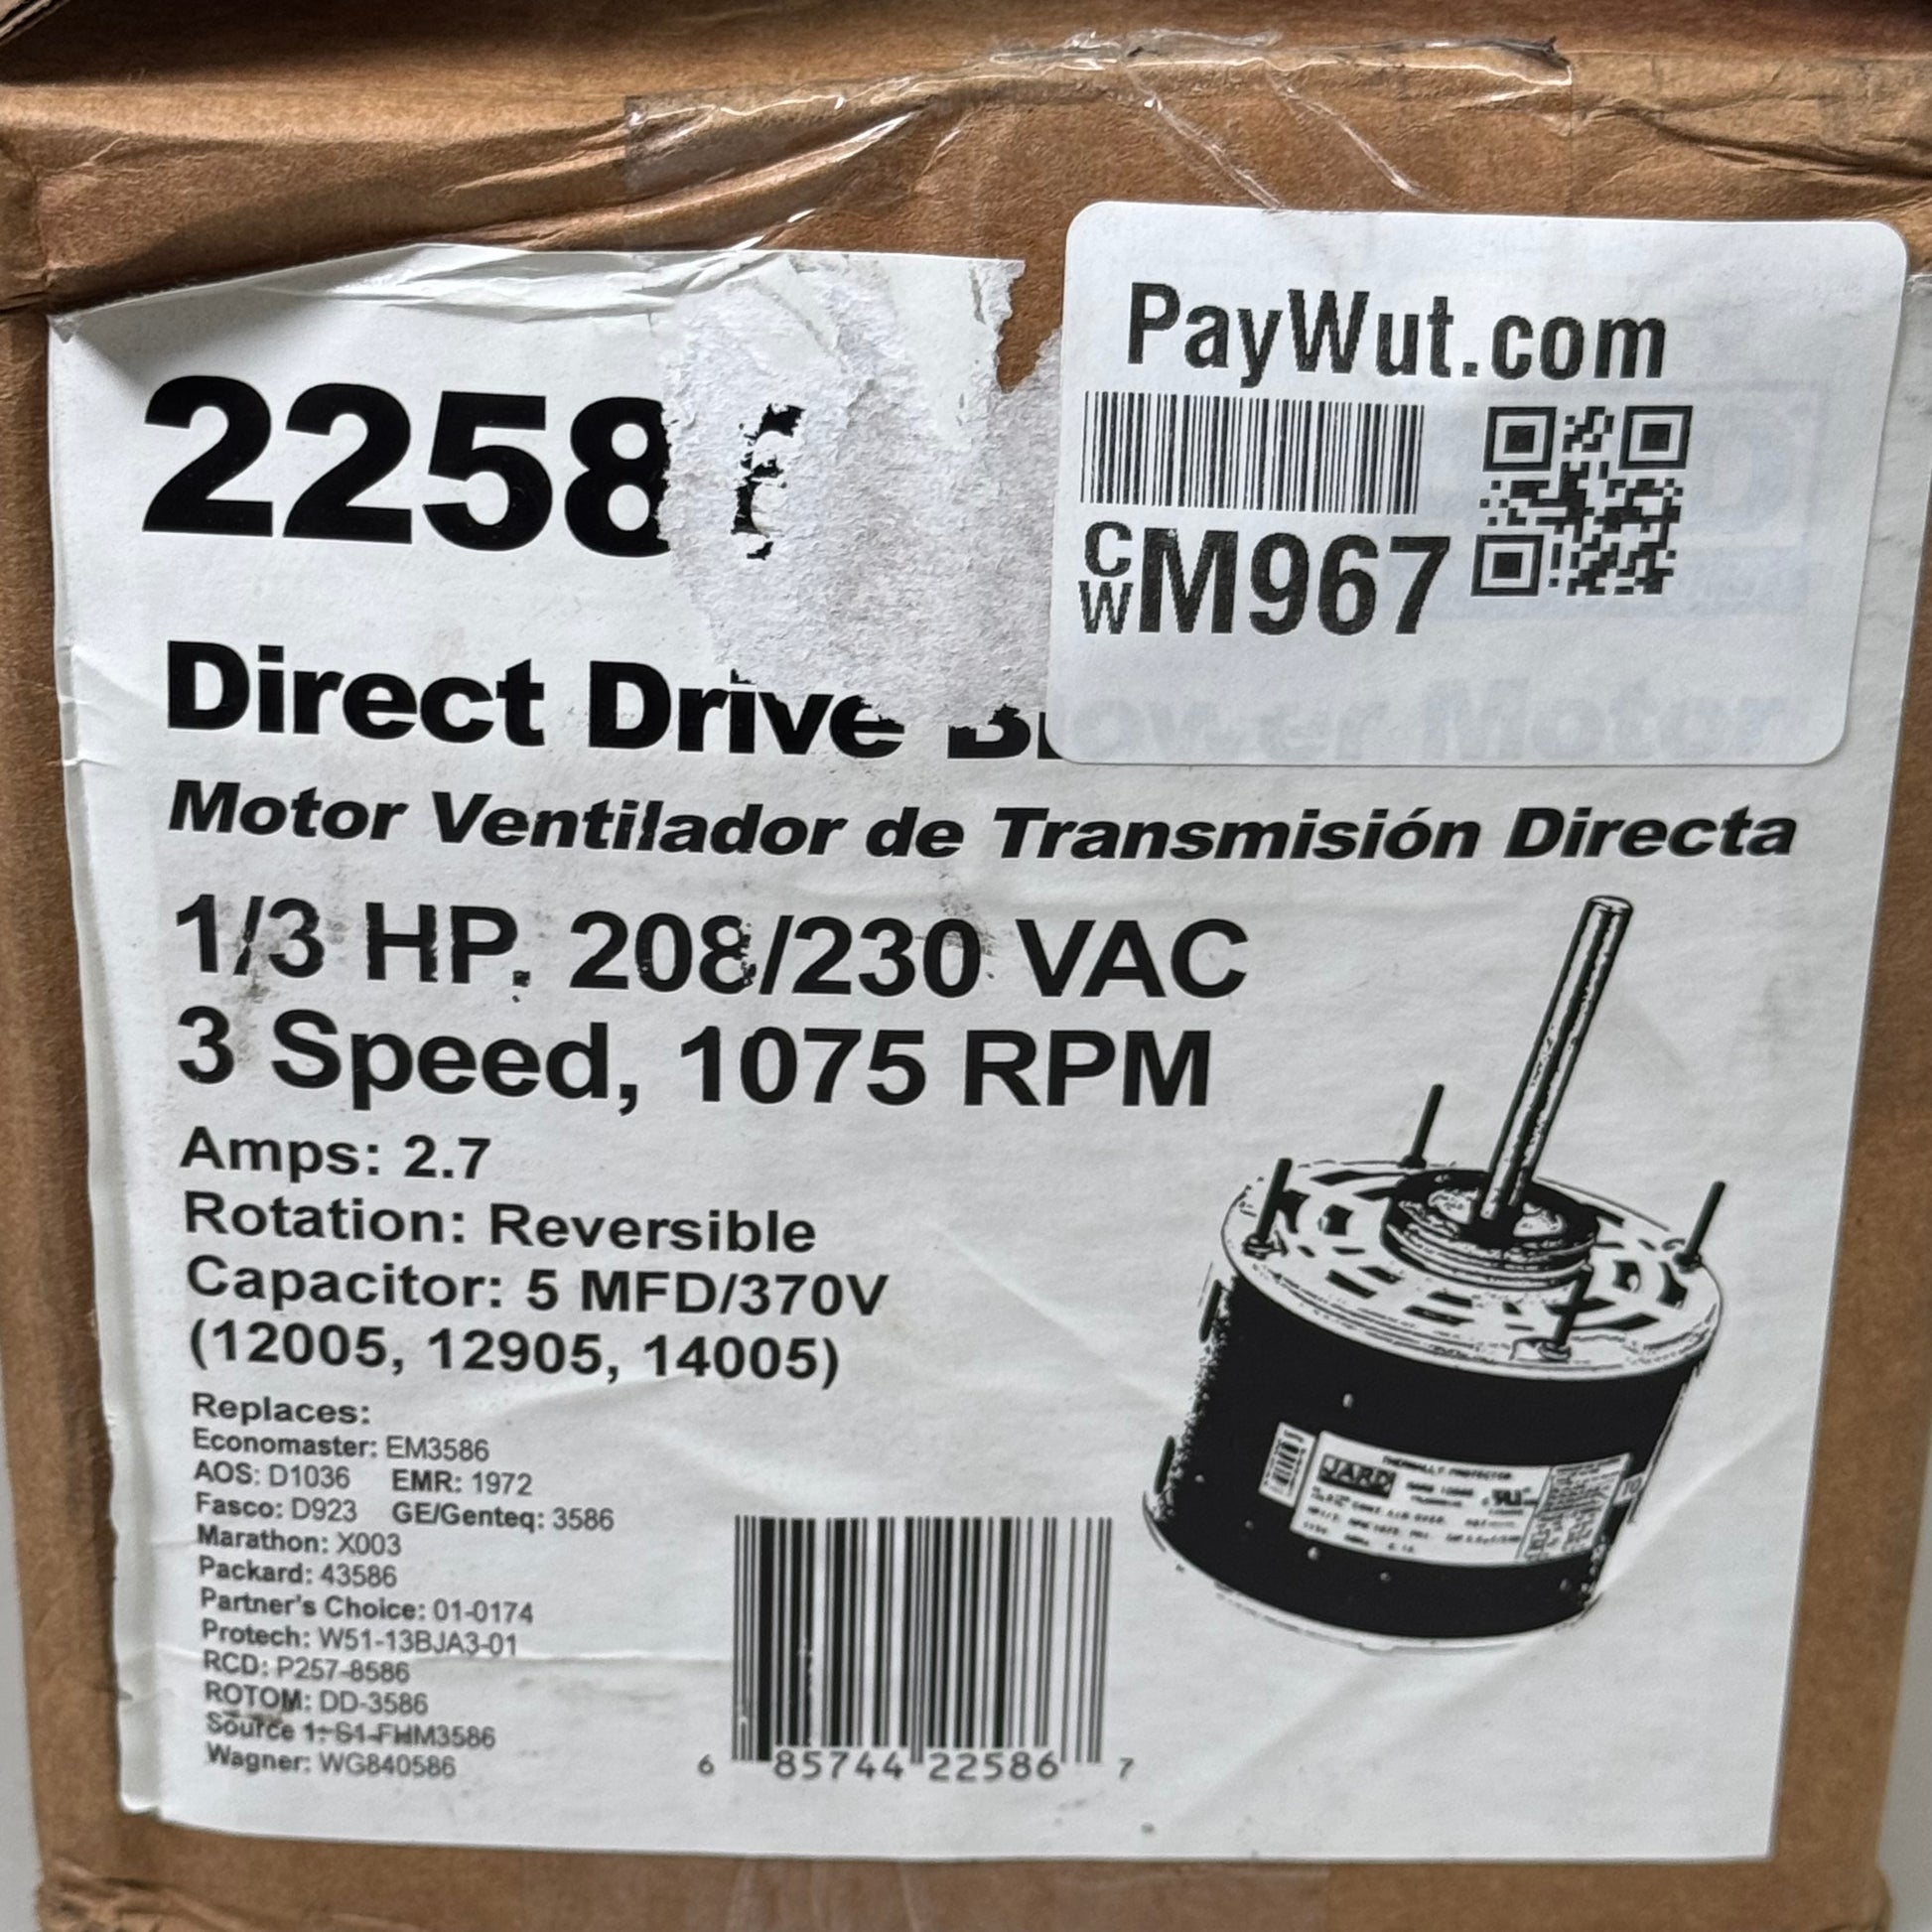 PayWut.com
CW M967
2258
Direct Drive
Motor Ventilador de Transmisión Directa
1/3 HP. 208/230 VAC
3 Speed, 1075 RPM
Amps: 2.7
Rotation: Reversible
Capacitor: 5 MFD/370V
(12005, 12905, 14005)
Replaces:
Economaster: EM3586
AOS: D1036 EMR: 1972
Fasco: D923 GE/Genteq: 3586
Marathon: X003
Packard: 43586
Partner's Choice: 01-0174
Protech: W51-13BJA3-01
RCD: P257-8586
ROTOM: DD-3586
Source 1: S1-FHM3586
Wagner: WG840586
JARD
6 85744 22586 7